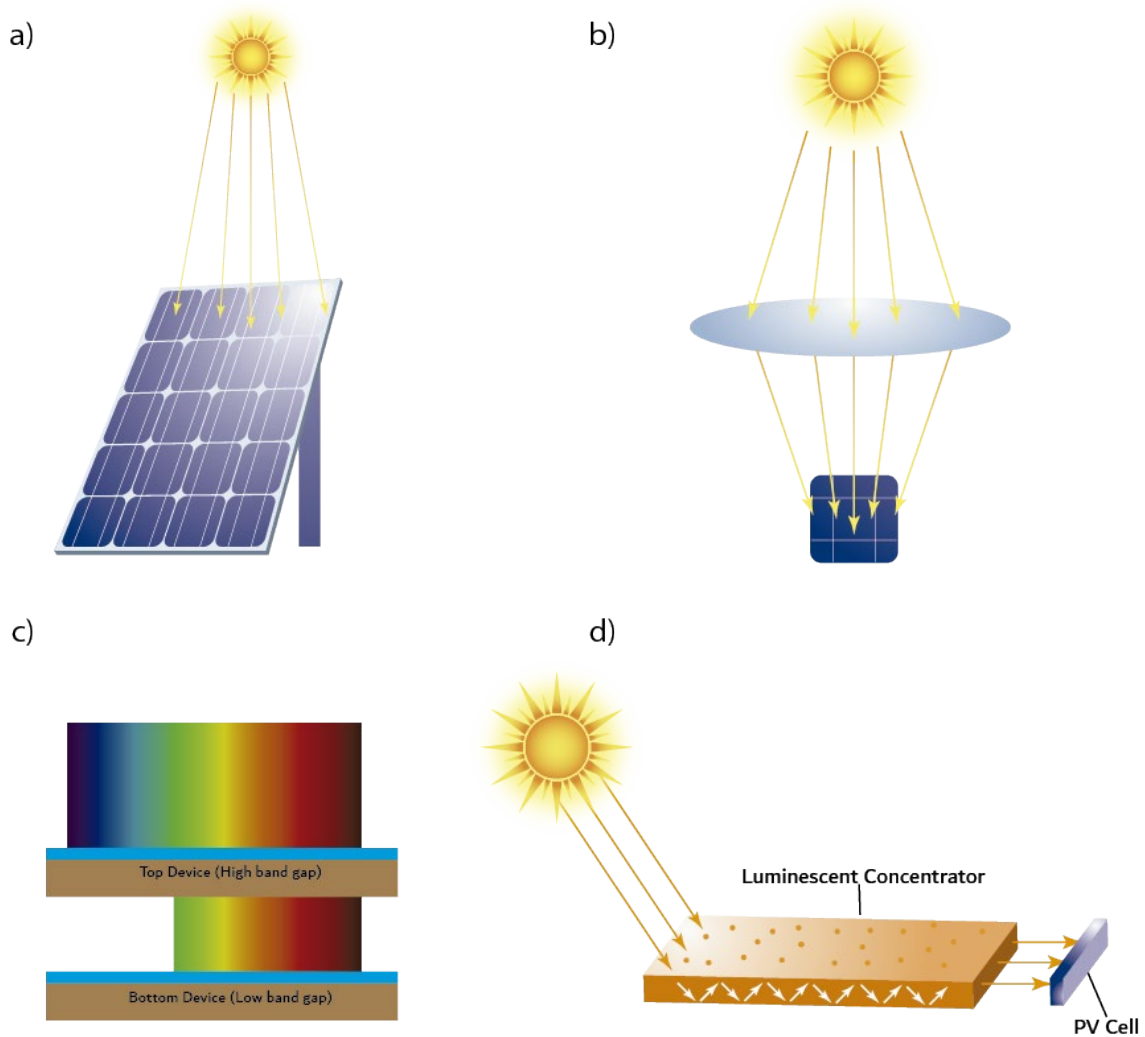 a)
b)
c)
d)
Top Device (High band gap)
Bottom Device (Low band gap)
Luminescent Concentrator
PV Cell